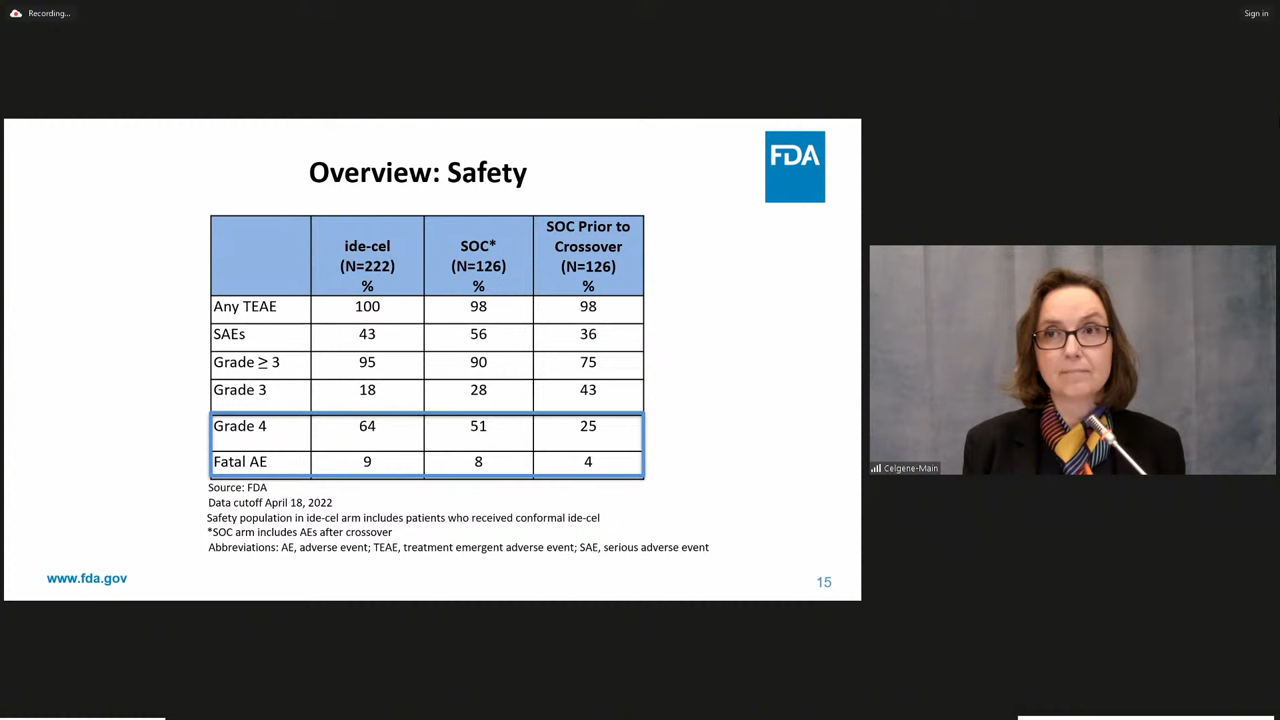 Recording...
Sign in
FDA
Overview: Safety
ide-cel (N=222) %
SOC* (N=126) %
SOC Prior to Crossover (N=126) %
Any TEAE 100 98 98
SAEs 43 56 36
Grade ≥ 3 95 90 75
Grade 3 18 28 43
Grade 4 64 51 25
Fatal AE 9 8 4
Source: FDA
Data cutoff April 18, 2022
Safety population in ide-cel arm includes patients who received conformal ide-cel
*SOC arm includes AEs after crossover
Abbreviations: AE, adverse event; TEAE, treatment emergent adverse event; SAE, serious adverse event
www.fda.gov
15
Celgene-Main